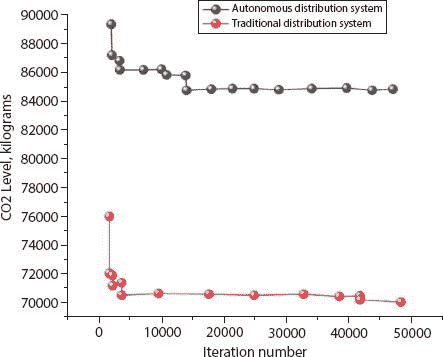 Autonomous distribution system
Traditional distribution system
CO2 Level, kilograms
90000
88000
86000
84000
82000
80000
78000
76000
74000
72000
70000
0 10000 20000 30000 40000 50000
Iteration number